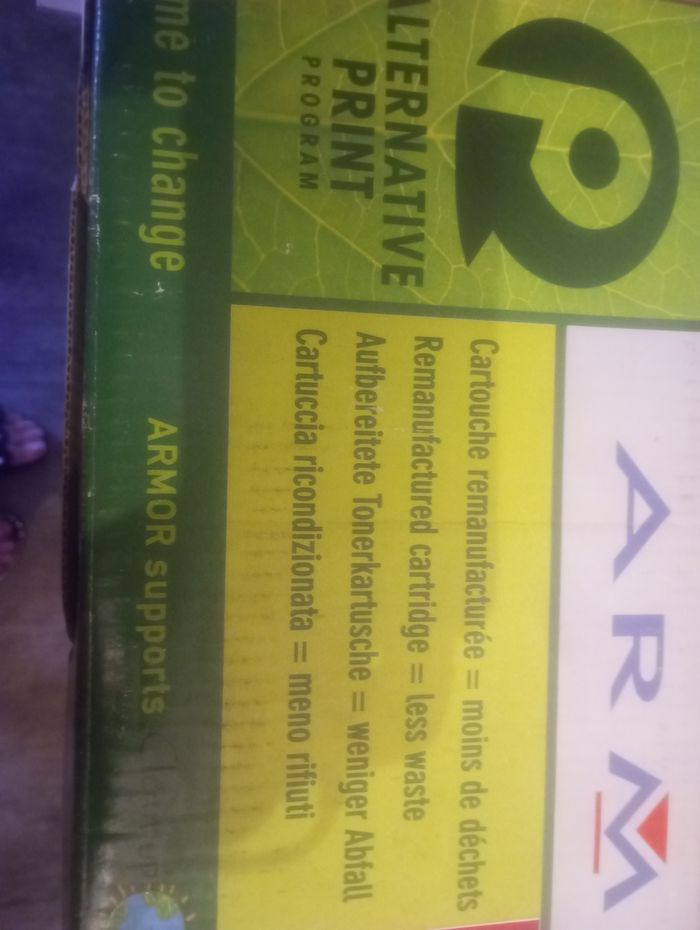 ALTERNATIVE
PRINT
PROGRAM
ARM
Cartouche remanufacturée = moins de déchets
Remanufactured cartridge = less waste
Aufbereitete Tonerkartusche = weniger Abfall
Cartuccia ricondizionata = meno rifiuti
me to change
ARMOR supports